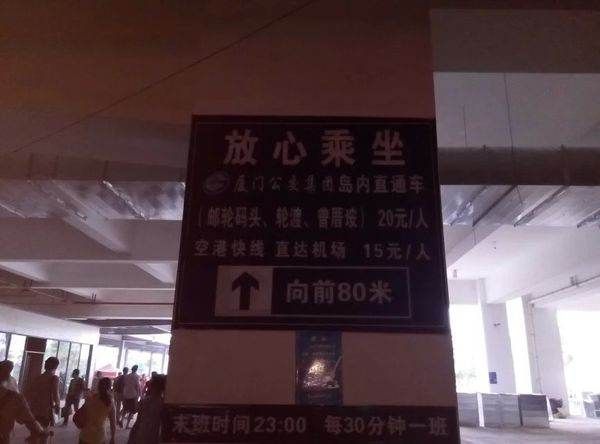 放心乘坐
厦门公交集团岛内直通车
(邮轮码头、轮渡、曾厝垵) 20元/人
空港快线 直达机场 15元/人
向前80米
末班时间23:00 每30分钟一班